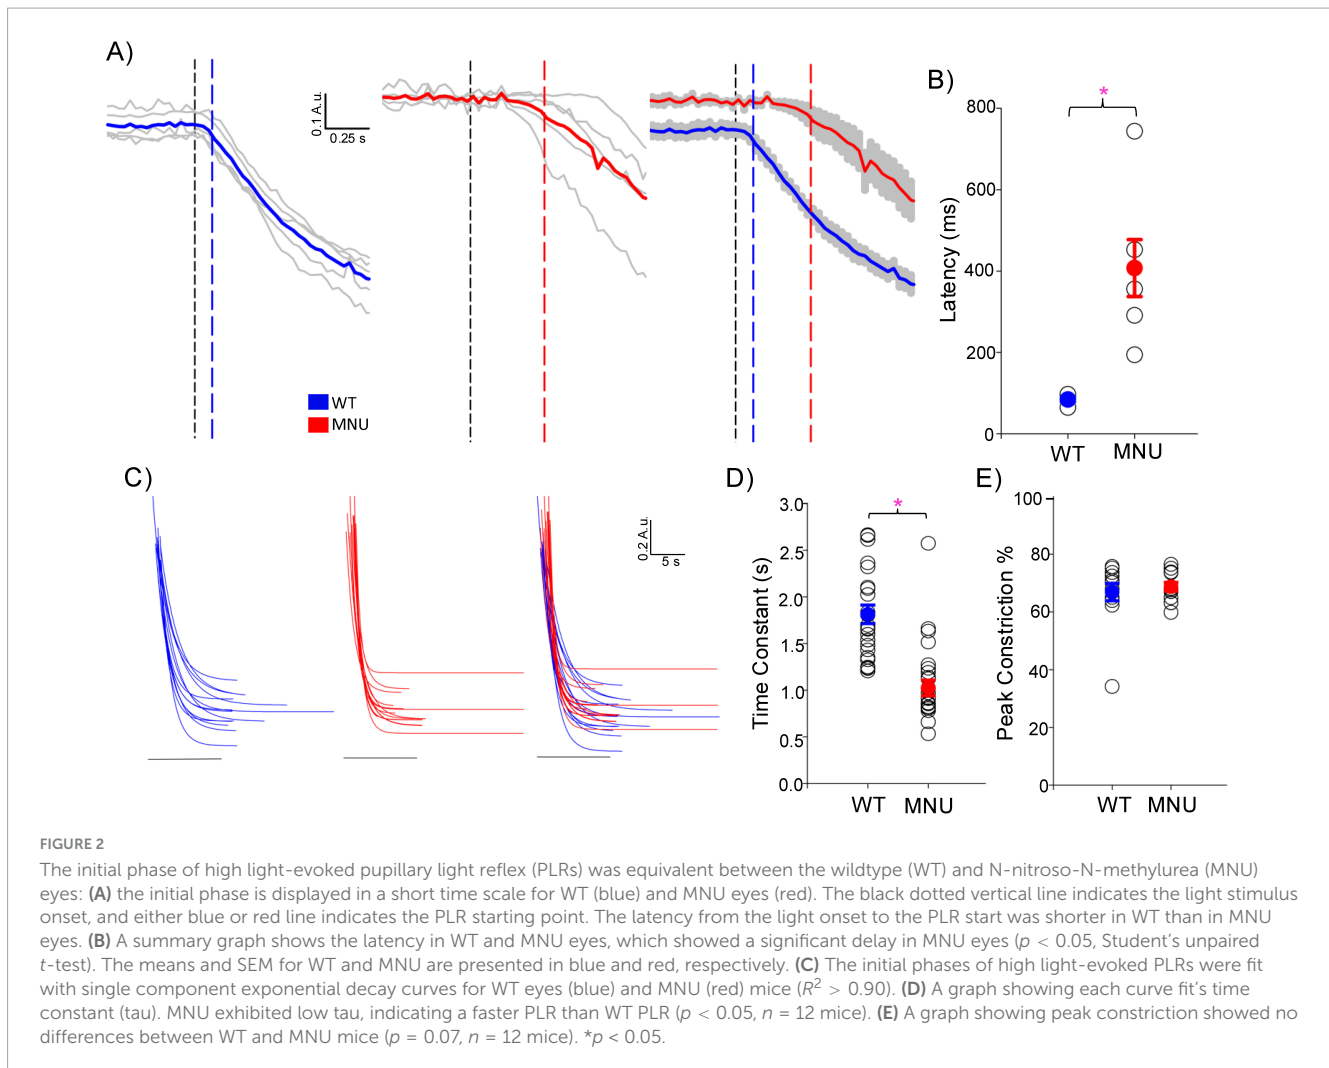 A)
0.1 A.u.
0.25 s
WT
MNU
B)
*
Latency (ms)
800
600
400
200
0
WT
MNU
C)
0.2 A.u.
5 s
D)
*
Time Constant (s)
3.0
2.5
2.0
1.5
1.0
0.5
0.0
WT
MNU
E)
Peak Constriction %
100
80
60
40
20
0
WT
MNU
FIGURE 2
The initial phase of high light-evoked pupillary light reflex (PLRs) was equivalent between the wildtype (WT) and N-nitroso-N-methylurea (MNU)
eyes: (A) the initial phase is displayed in a short time scale for WT (blue) and MNU eyes (red). The black dotted vertical line indicates the light stimulus
onset, and either blue or red line indicates the PLR starting point. The latency from the light onset to the PLR start was shorter in WT than in MNU
eyes. (B) A summary graph shows the latency in WT and MNU eyes, which showed a significant delay in MNU eyes (p < 0.05, Student's unpaired
t-test). The means and SEM for WT and MNU are presented in blue and red, respectively. (C) The initial phases of high light-evoked PLRs were fit
with single component exponential decay curves for WT eyes (blue) and MNU (red) mice (R² > 0.90). (D) A graph showing each curve fit's time
constant (tau). MNU exhibited low tau, indicating a faster PLR than WT PLR (p < 0.05, n = 12 mice). (E) A graph showing peak constriction showed no
differences between WT and MNU mice (p = 0.07, n = 12 mice). *p < 0.05.